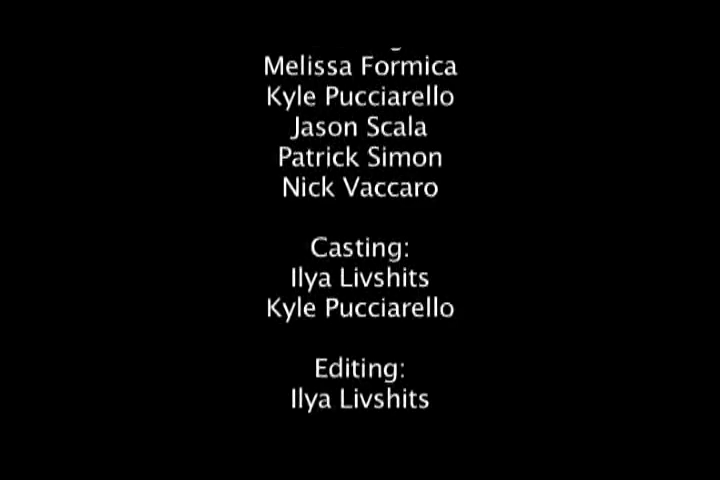 Melissa Formica
Kyle Pucciarello
Jason Scala
Patrick Simon
Nick Vaccaro
Casting:
Ilya Livshits
Kyle Pucciarello
Editing:
Ilya Livshits